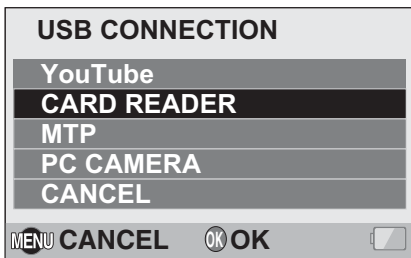 USB CONNECTION
YouTube
CARD READER
MTP
PC CAMERA
CANCEL
MENU CANCEL OK OK